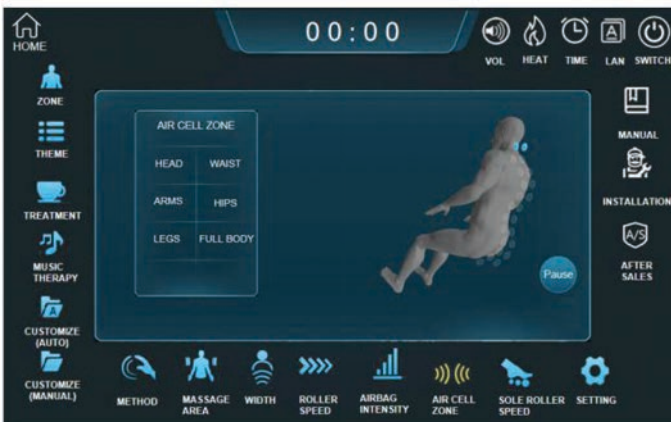 HOME
00:00
VOL
HEAT
TIME
LAN
SWITCH
ZONE
THEME
TREATMENT
MUSIC
THERAPY
A
CUSTOMIZE
(AUTO)
CUSTOMIZE
(MANUAL)
AIR CELL ZONE
HEAD WAIST
ARMS HIPS
LEGS FULL BODY
Pause
A
MANUAL
INSTALLATION
A/S
AFTER
SALES
METHOD
MASSAGE
AREA
WIDTH
ROLLER
SPEED
AIRBAG
INTENSITY
AIR CELL
ZONE
SOLE ROLLER
SPEED
SETTING